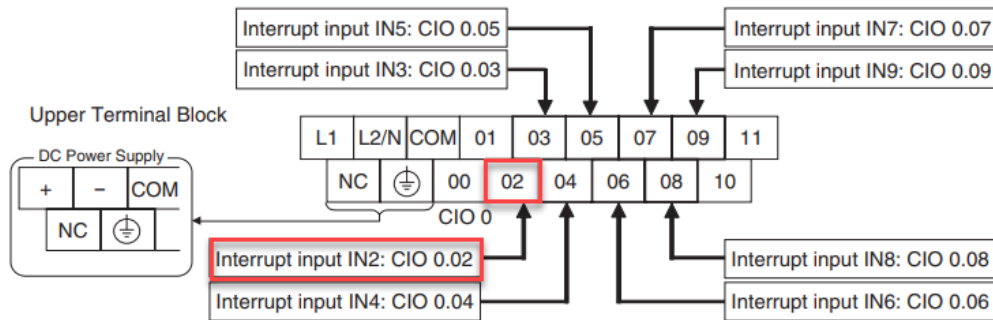 Interrupt input IN5: CIO 0.05
Interrupt input IN7: CIO 0.07
Interrupt input IN3: CIO 0.03
Interrupt input IN9: CIO 0.09
Upper Terminal Block
L1 L2/N COM 01 03 05 07 09 11
DC Power Supply
+ − COM
NC 00 02 04 06 08 10
NC
CIO 0
Interrupt input IN2: CIO 0.02
Interrupt input IN8: CIO 0.08
Interrupt input IN4: CIO 0.04
Interrupt input IN6: CIO 0.06